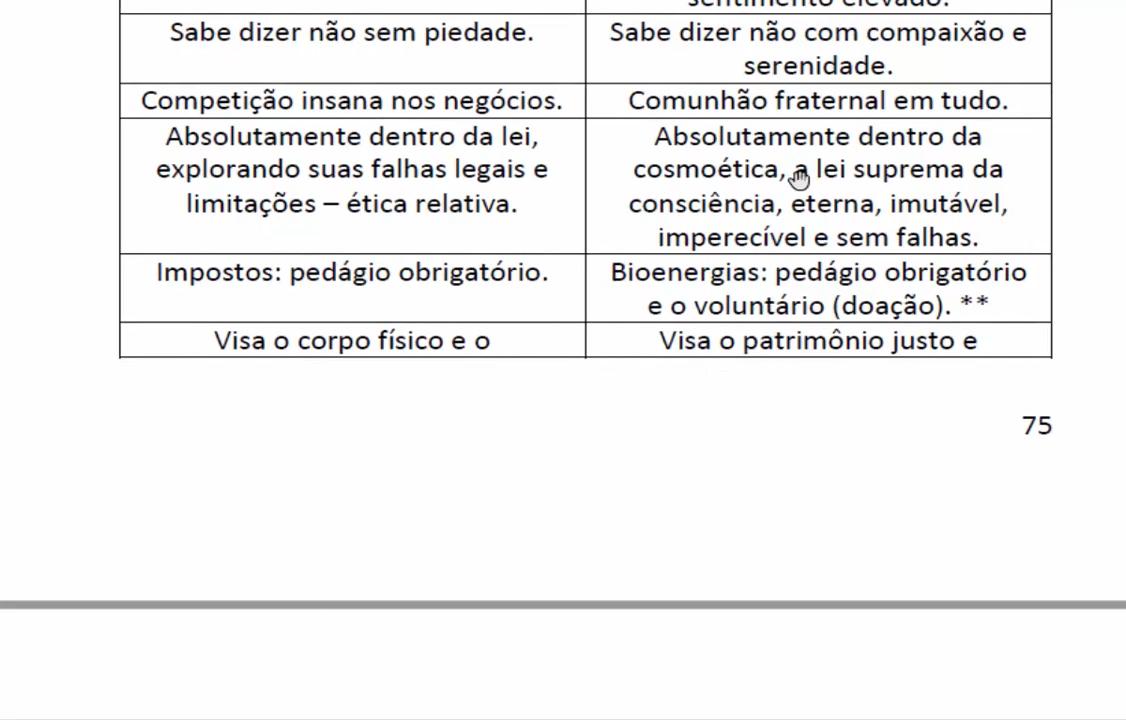 sentimento elevado.
Sabe dizer não sem piedade.
Sabe dizer não com compaixão e
serenidade.
Competição insana nos negócios.
Comunhão fraternal em tudo.
Absolutamente dentro da lei,
explorando suas falhas legais e
limitações – ética relativa.
Absolutamente dentro da
cosmoética, a lei suprema da
consciência, eterna, imutável,
imperecível e sem falhas.
Impostos: pedágio obrigatório.
Bioenergias: pedágio obrigatório
e o voluntário (doação). **
Visa o corpo físico e o
Visa o patrimônio justo e
75